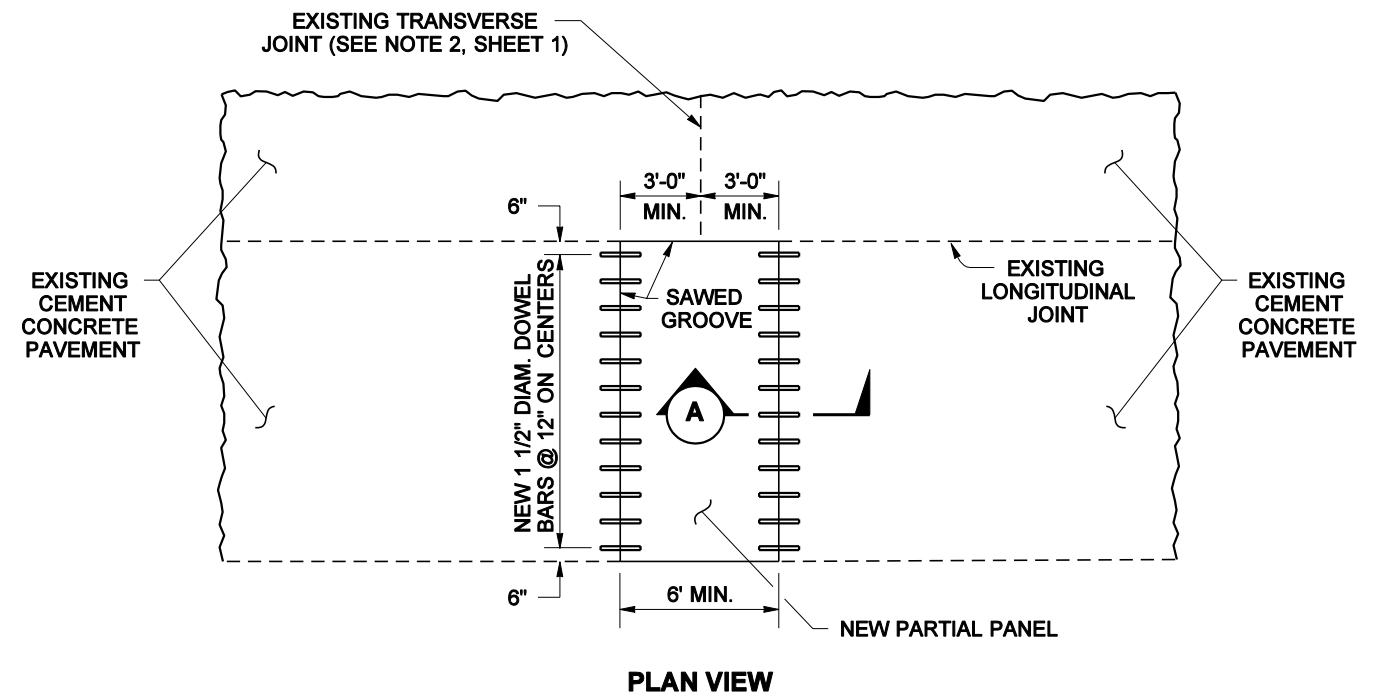 EXISTING TRANSVERSE
JOINT (SEE NOTE 2, SHEET 1)
3'-0"
MIN.
3'-0"
MIN.
6"
EXISTING
CEMENT
CONCRETE
PAVEMENT
NEW 1 1/2" DIAM. DOWEL
BARS @ 12" ON CENTERS
SAWED
GROOVE
EXISTING
LONGITUDINAL
JOINT
EXISTING
CEMENT
CONCRETE
PAVEMENT
A
6"
6' MIN.
NEW PARTIAL PANEL
PLAN VIEW